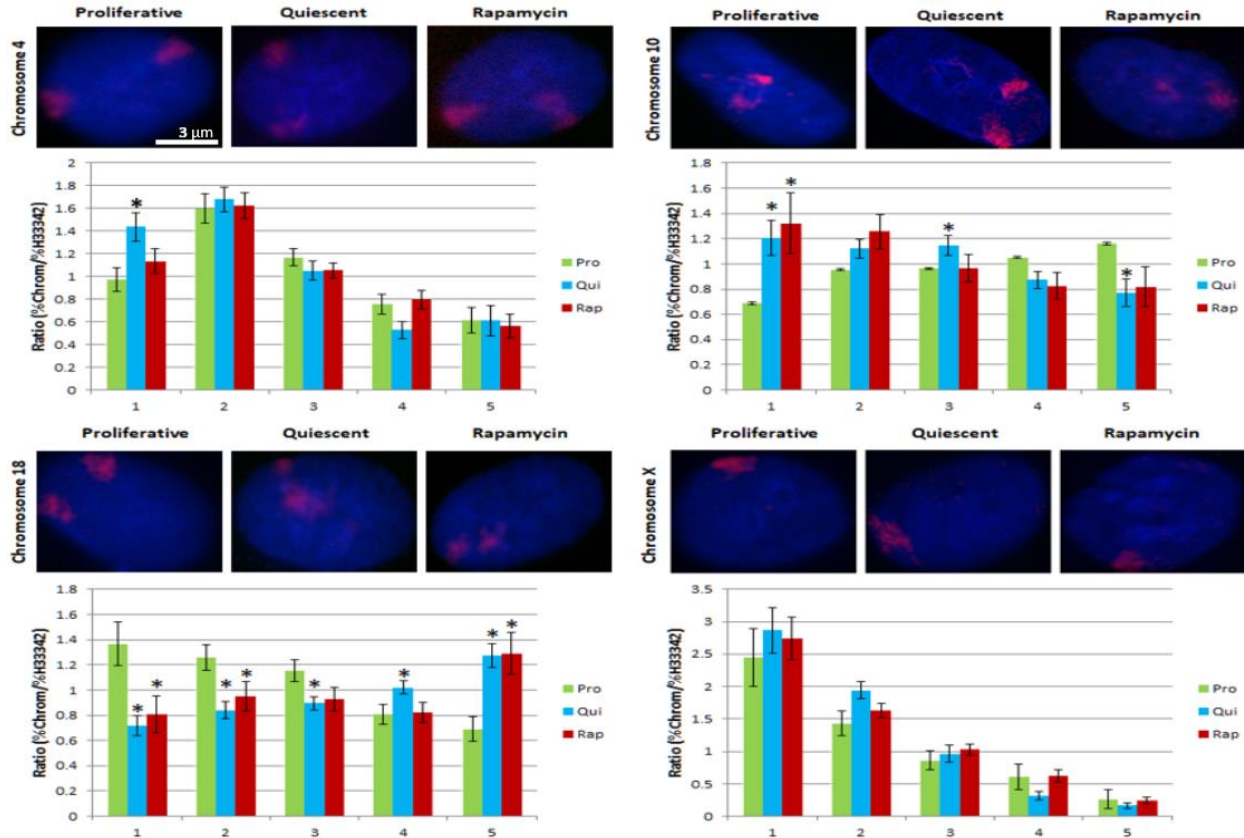 Proliferative Quiescent Rapamycin
Chromosome 4
3 µm
Ratio (%Chrom/%H33342)
2
1.8
1.6
1.4
1.2
1
0.8
0.6
0.4
0.2
0
*
1 2 3 4 5
Pro
Qui
Rap
Proliferative Quiescent Rapamycin
Chromosome 10
Ratio (%Chrom/%H33342)
1.8
1.6
1.4
1.2
1
0.8
0.6
0.4
0.2
0
* * * *
1 2 3 4 5
Pro
Qui
Rap
Proliferative Quiescent Rapamycin
Chromosome 18
Ratio (%Chrom/%H33342)
1.8
1.6
1.4
1.2
1
0.8
0.6
0.4
0.2
0
* * * * * * * *
1 2 3 4 5
Pro
Qui
Rap
Proliferative Quiescent Rapamycin
Chromosome X
Ratio (%Chrom/%H33342)
3.5
3
2.5
2
1.5
1
0.5
0
1 2 3 4 5
Pro
Qui
Rap